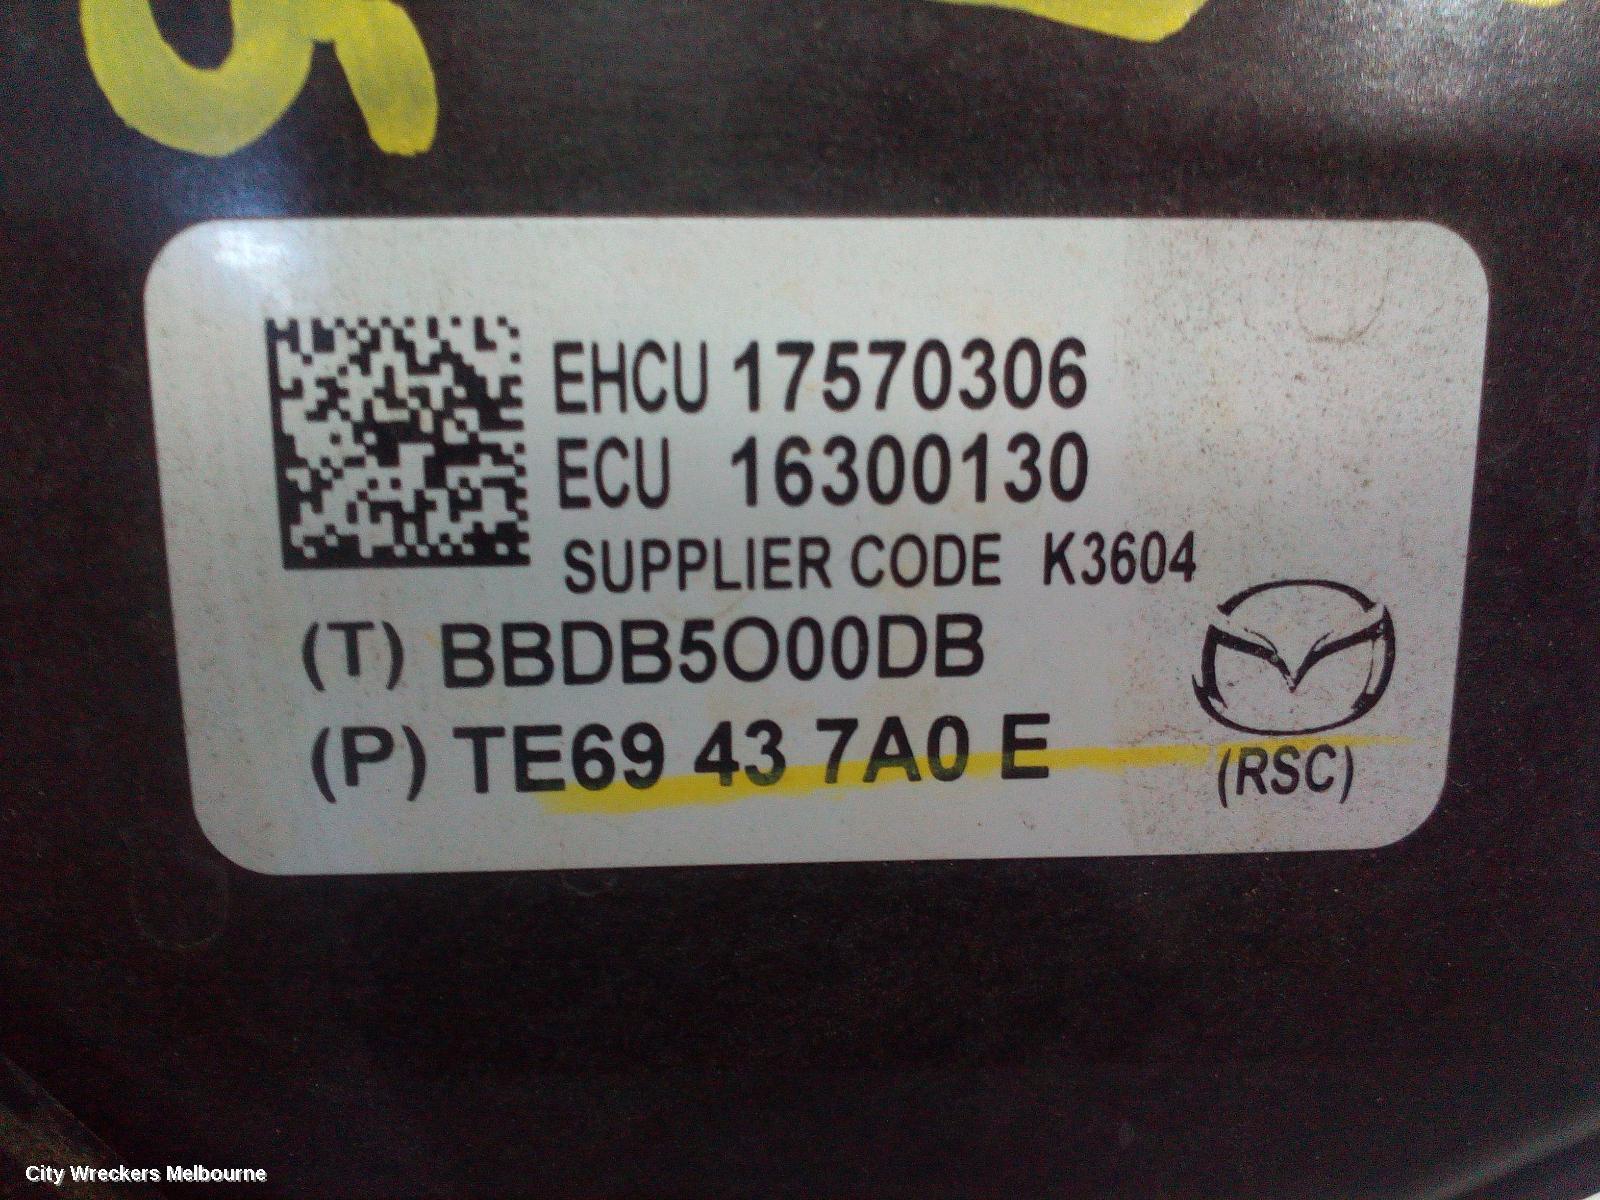 EHCU 17570306
ECU 16300130
SUPPLIER CODE K3604
(T) BBDB5O00DB
(P) TE69 43 7A0 E
(RSC)
City Wreckers Melbourne